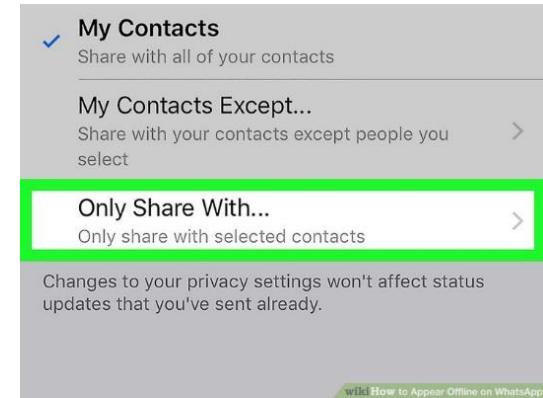 My Contacts
Share with all of your contacts
My Contacts Except...
Share with your contacts except people you
select
Only Share With...
Only share with selected contacts
Changes to your privacy settings won't affect status
updates that you've sent already.
wikiHow to Appear Offline on WhatsApp